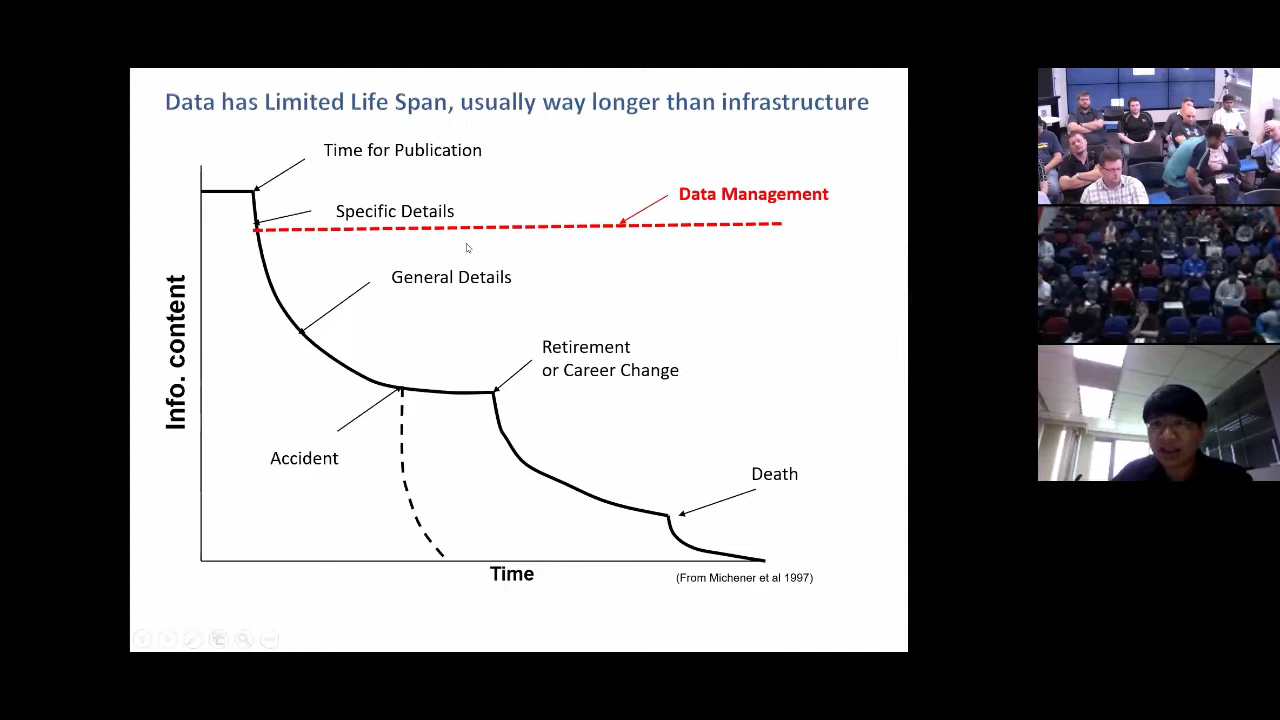 Data has Limited Life Span, usually way longer than infrastructure
Time for Publication
Data Management
Specific Details
General Details
Info. content
Retirement
or Career Change
Accident
Death
Time
(From Michener et al 1997)